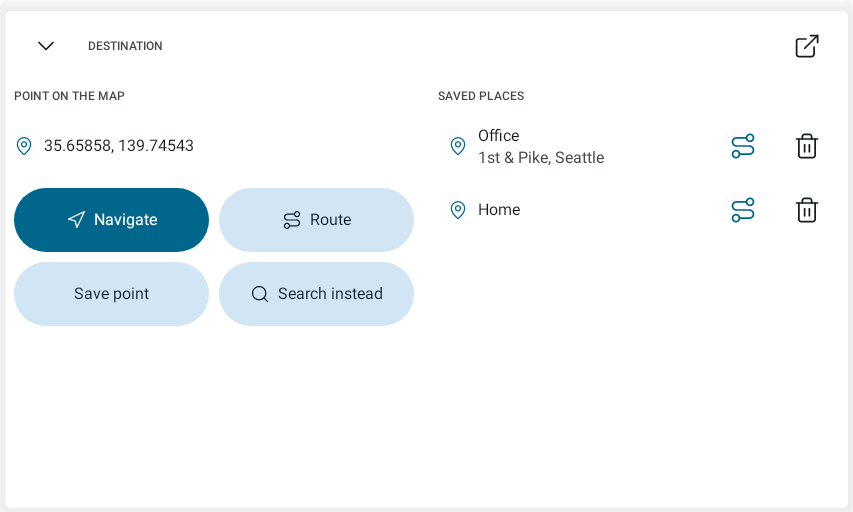 DESTINATION
POINT ON THE MAP
35.65858, 139.74543
Navigate
Route
Save point
Search instead
SAVED PLACES
Office
1st & Pike, Seattle
Home